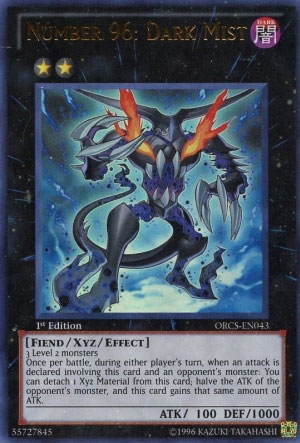 NUMBER 96: DARK MIST
DARK
闇
1st Edition
ORCS-EN043
[FIEND/XYZ/EFFECT]
3 Level 2 monsters
Once per battle, during either player's turn, when an attack is
declared involving this card and an opponent's monster: You
can detach 1 Xyz Material from this card; halve the ATK of the
opponent's monster, and this card gains that same amount of
ATK.
ATK/ 100 DEF/1000
55727845
©1996 KAZUKI TAKAHASHI